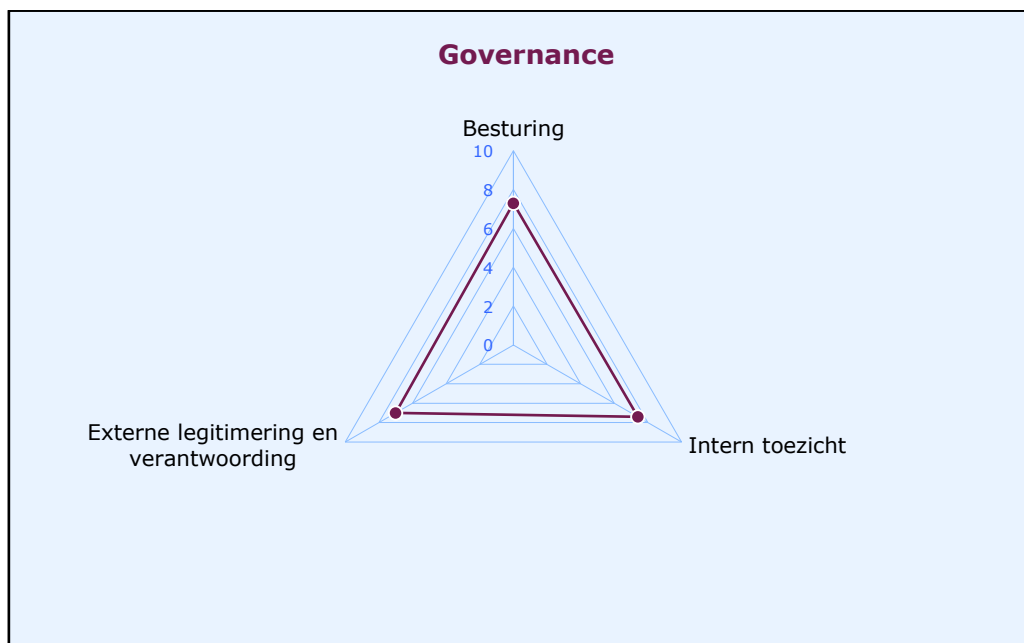 Governance
Besturing
10
8
6
4
2
0
Externe legitimering en
verantwoording
Intern toezicht